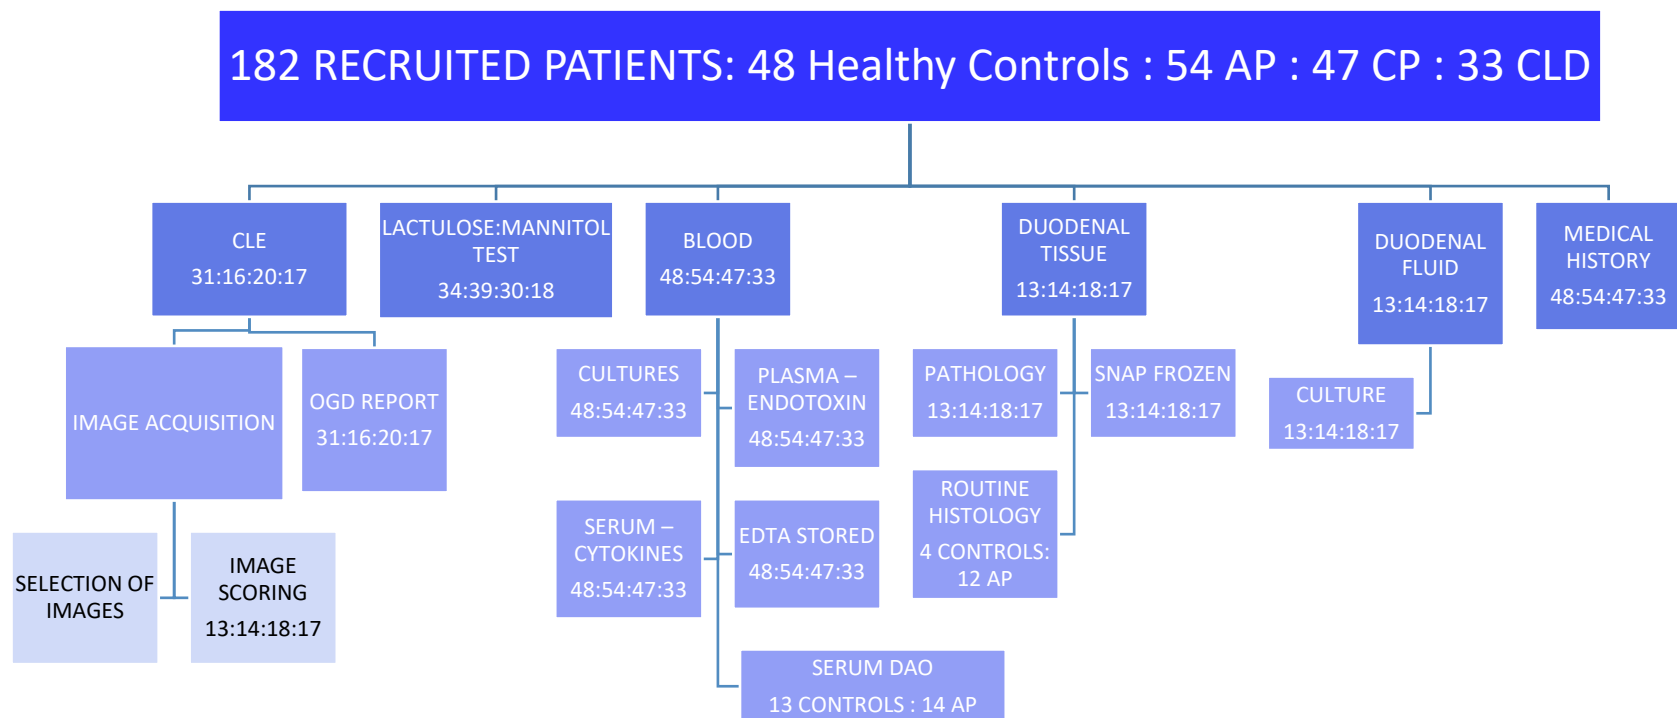 182 RECRUITED PATIENTS: 48 Healthy Controls : 54 AP : 47 CP : 33 CLD
CLE
31:16:20:17
LACTULOSE:MANNITOL
TEST
34:39:30:18
BLOOD
48:54:47:33
DUODENAL
TISSUE
13:14:18:17
DUODENAL
FLUID
13:14:18:17
MEDICAL
HISTORY
48:54:47:33
IMAGE ACQUISITION
OGD REPORT
31:16:20:17
SELECTION OF
IMAGES
IMAGE
SCORING
13:14:18:17
CULTURES
48:54:47:33
PLASMA –
ENDOTOXIN
48:54:47:33
SERUM –
CYTOKINES
48:54:47:33
EDTA STORED
48:54:47:33
SERUM DAO
13 CONTROLS : 14 AP
PATHOLOGY
13:14:18:17
SNAP FROZEN
13:14:18:17
ROUTINE
HISTOLOGY
4 CONTROLS:
12 AP
CULTURE
13:14:18:17